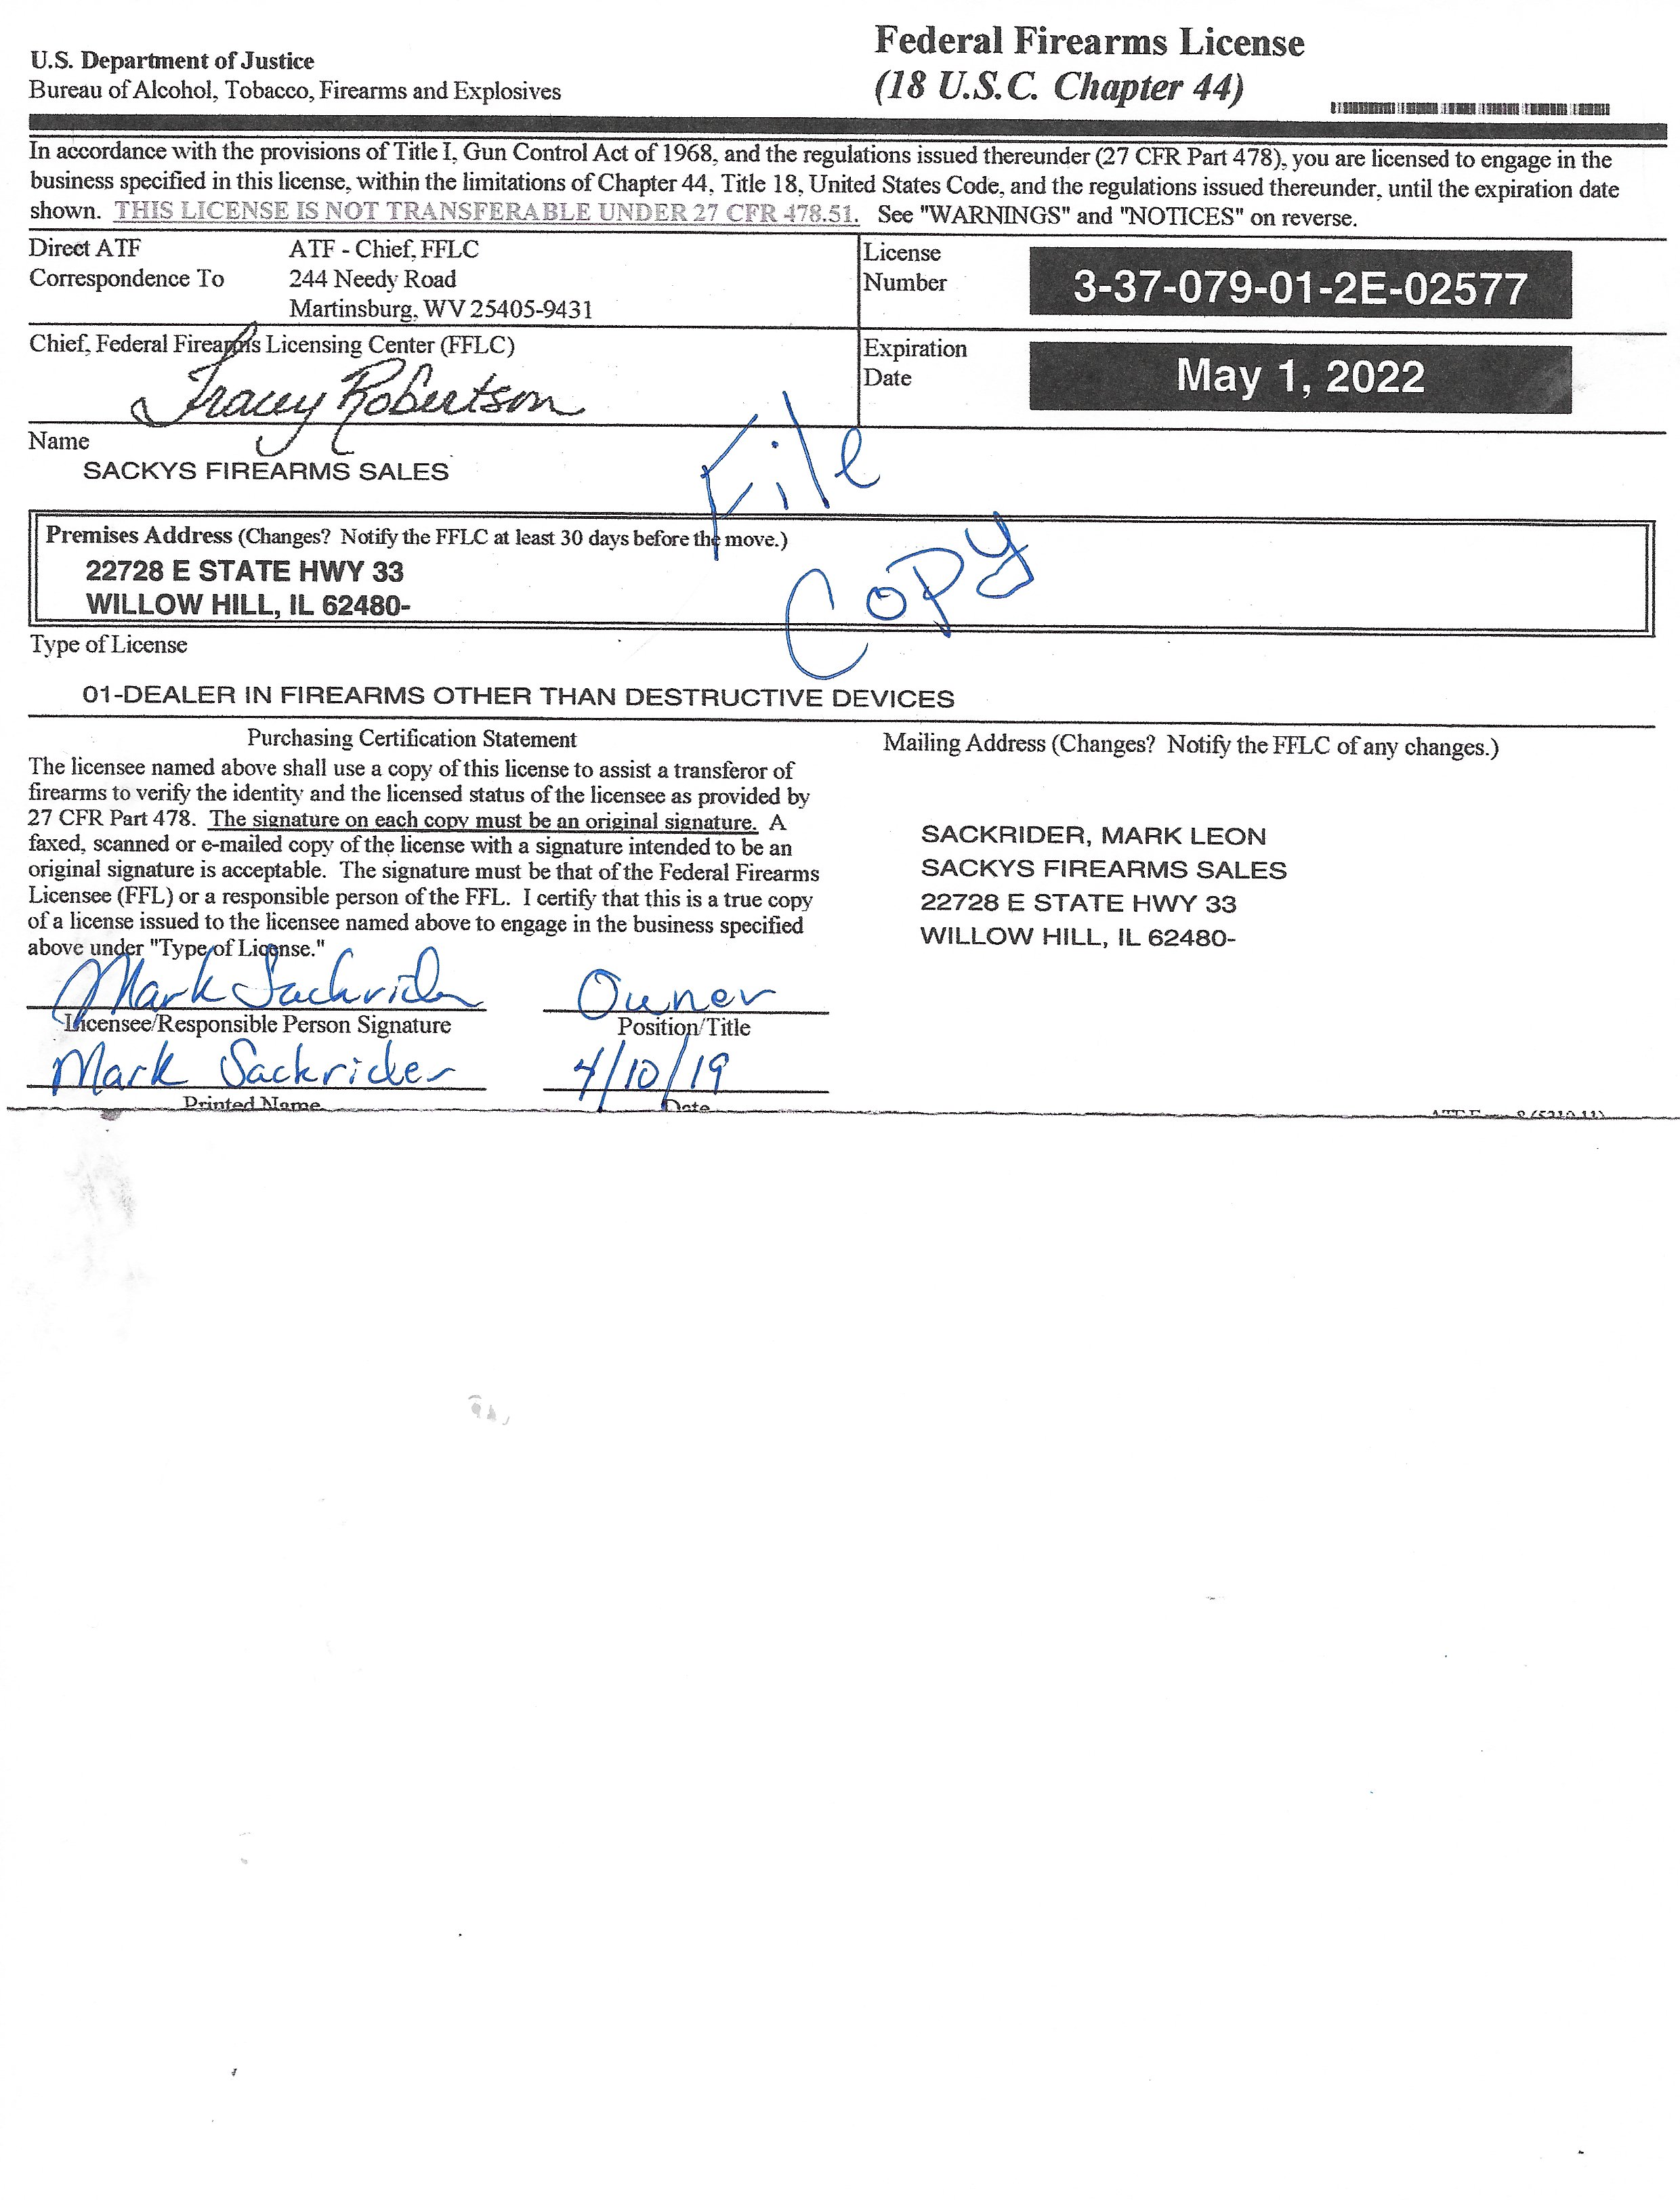 U.S. Department of Justice
Bureau of Alcohol, Tobacco, Firearms and Explosives
Federal Firearms License
(18 U.S.C. Chapter 44)
In accordance with the provisions of Title I, Gun Control Act of 1968, and the regulations issued thereunder (27 CFR Part 478), you are licensed to engage in the
business specified in this license, within the limitations of Chapter 44, Title 18, United States Code, and the regulations issued thereunder, until the expiration date
shown. THIS LICENSE IS NOT TRANSFERABLE UNDER 27 CFR 478.51. See "WARNINGS" and "NOTICES" on reverse.
Direct ATF
Correspondence To
ATF - Chief, FFLC
244 Needy Road
Martinsburg, WV 25405-9431
License
Number
3-37-079-01-2E-02577
Chief, Federal Firearms Licensing Center (FFLC)
Tracey Robertson
Expiration
Date
May 1, 2022
Name
SACKYS FIREARMS SALES
File
Copy
Premises Address (Changes? Notify the FFLC at least 30 days before the move.)
22728 E STATE HWY 33
WILLOW HILL, IL 62480-
Type of License
01-DEALER IN FIREARMS OTHER THAN DESTRUCTIVE DEVICES
Purchasing Certification Statement
The licensee named above shall use a copy of this license to assist a transferor of
firearms to verify the identity and the licensed status of the licensee as provided by
27 CFR Part 478. The signature on each copy must be an original signature. A
faxed, scanned or e-mailed copy of the license with a signature intended to be an
original signature is acceptable. The signature must be that of the Federal Firearms
Licensee (FFL) or a responsible person of the FFL. I certify that this is a true copy
of a license issued to the licensee named above to engage in the business specified
above under "Type of License."
Mailing Address (Changes? Notify the FFLC of any changes.)
SACKRIDER, MARK LEON
SACKYS FIREARMS SALES
22728 E STATE HWY 33
WILLOW HILL, IL 62480-
Mark Sackrider
Owner
Licensee/Responsible Person Signature
Position/Title
Mark Sackrider
4/10/19
Printed Name
Date